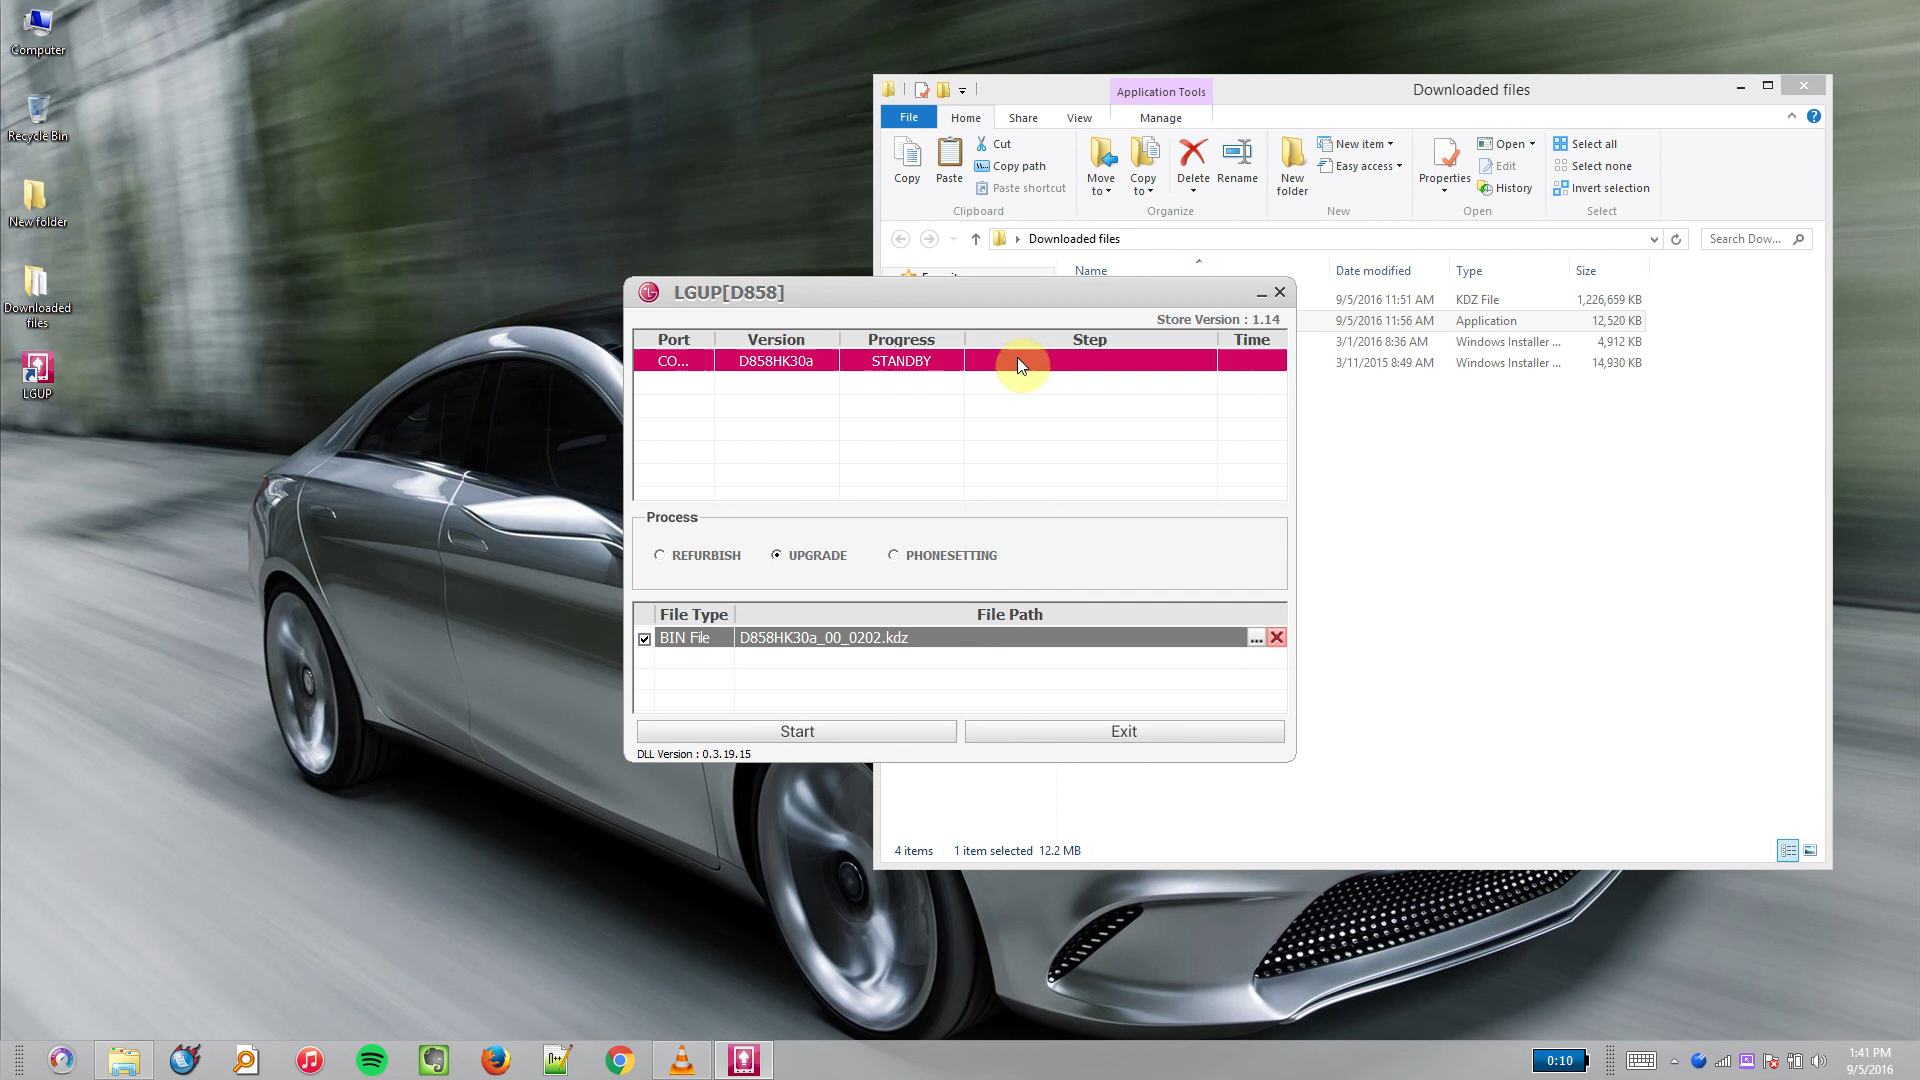 Computer
Recycle Bin
New folder
Downloaded
files
LGUP
Application Tools
Downloaded files
File
Home
Share
View
Manage
Copy
Paste
Cut
Copy path
Paste shortcut
Clipboard
Move
to
Copy
to
Delete
Rename
Organize
New
folder
New item
Easy access
New
Properties
Open
Edit
History
Open
Select all
Select none
Invert selection
Select
Downloaded files
Search Dow...
Name
Date modified
Type
Size
9/5/2016 11:51 AM KDZ File 1,226,659 KB
9/5/2016 11:56 AM Application 12,520 KB
3/1/2016 8:36 AM Windows Installer ... 4,912 KB
3/11/2015 8:49 AM Windows Installer ... 14,930 KB
LGUP[D858]
Store Version : 1.14
Port Version Progress Step Time
CO... D858HK30a STANDBY
Process
REFURBISH UPGRADE PHONESETTING
File Type File Path
BIN File D858HK30a_00_0202.kdz ...
Start Exit
DLL Version : 0.3.19.15
4 items 1 item selected 12.2 MB
0:10
1:41 PM
9/5/2016